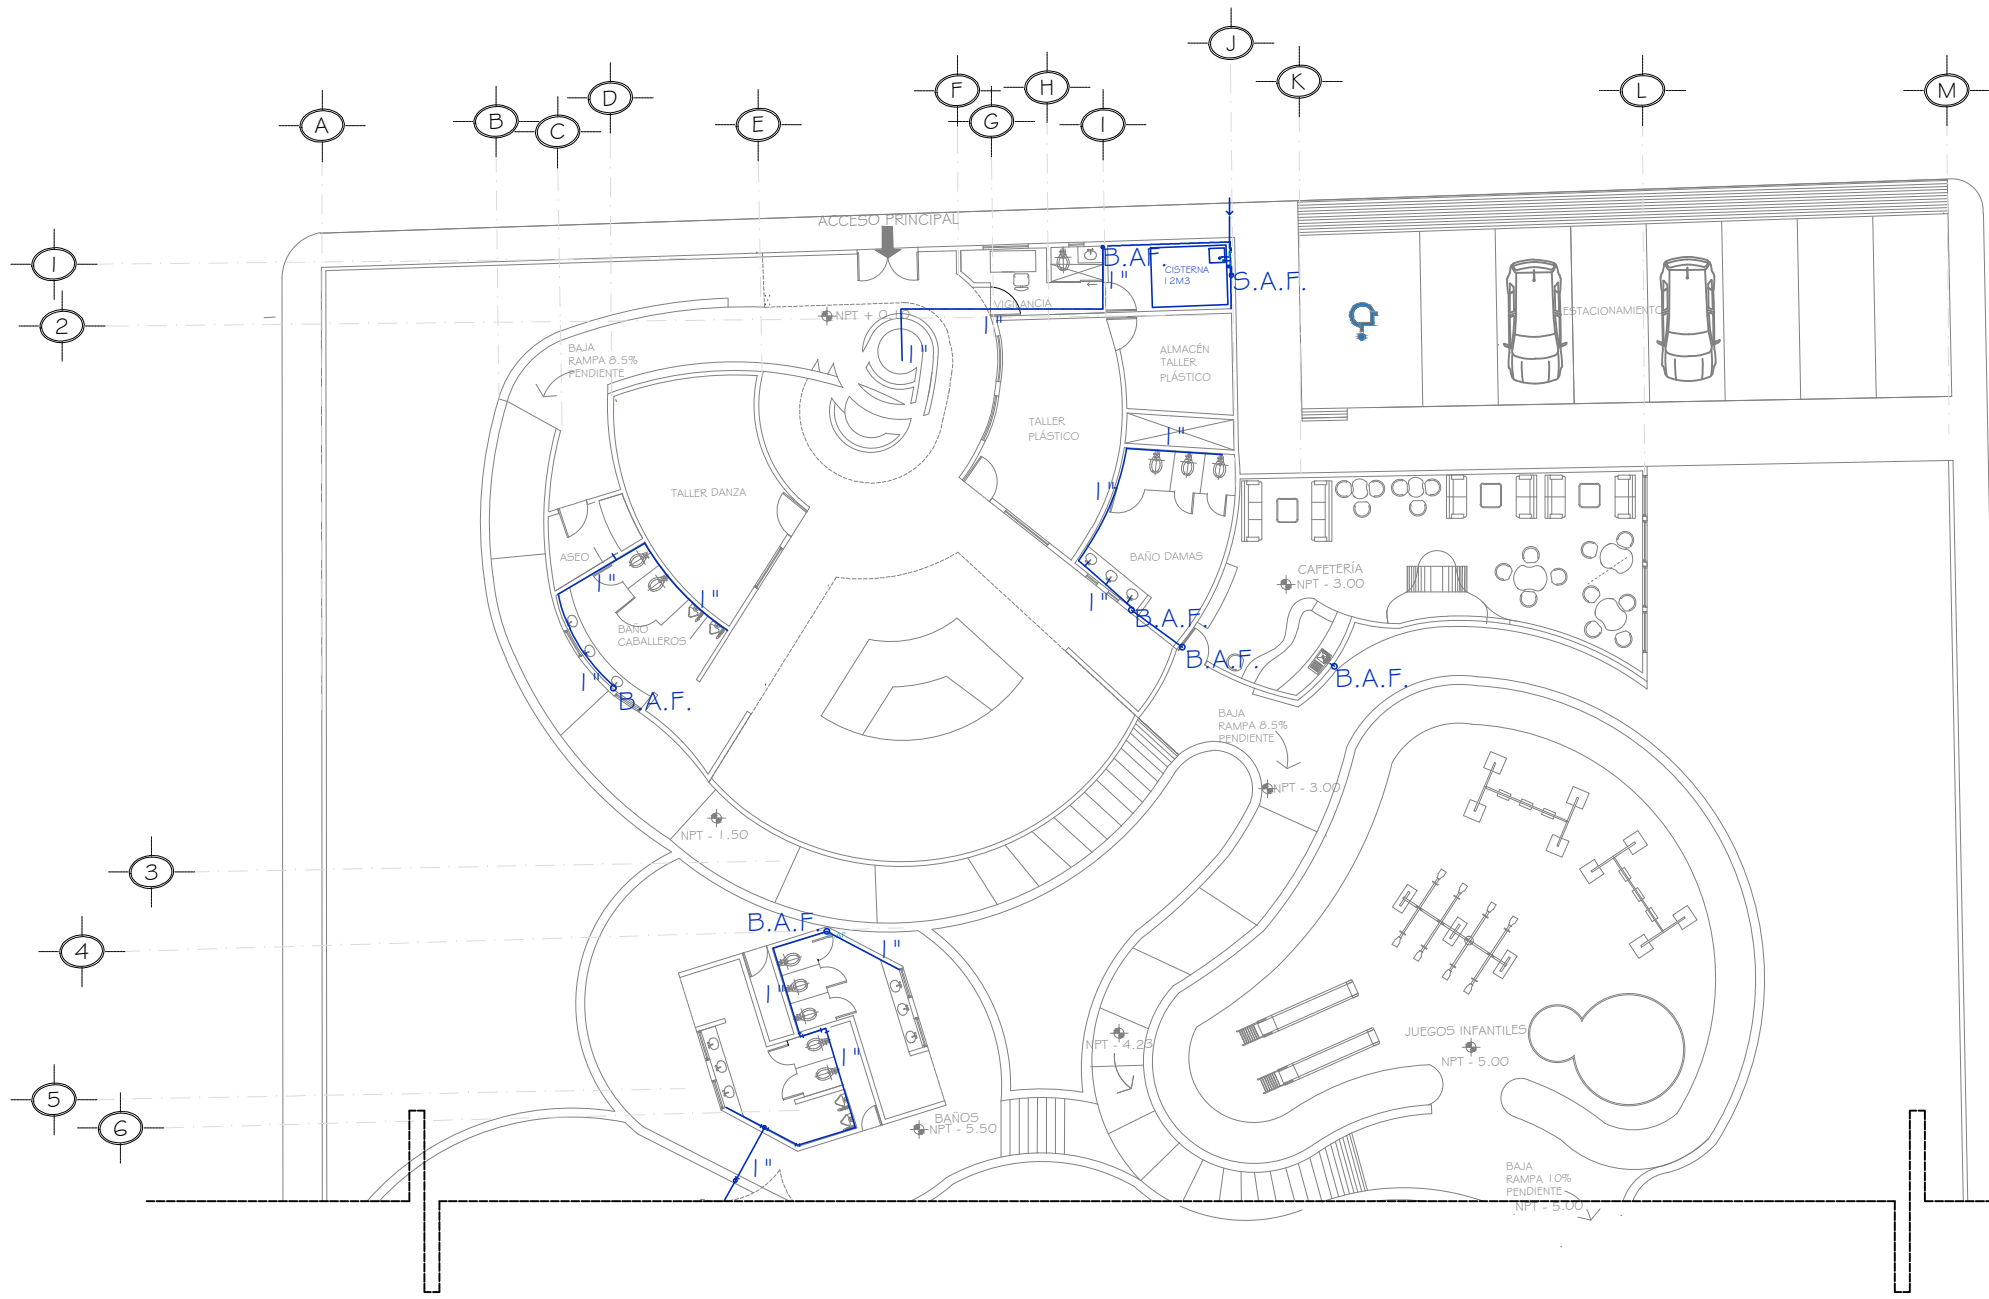 J
K
H
F
L
M
D
B
G
A
C
E
I
ACCESO PRINCIPAL
1
B.AF.
CISTERNA
12M3
1"
S.A.F.
VIGILANCIA
2
ESTACIONAMIENTO
1"
BAJA
RAMPA 8.5%
PENDIENTE
1"
ALMACÉN
TALLER
PLÁSTICO
TALLER
PLÁSTICO
1"
TALLER DANZA
1"
ASEO
BAÑO DAMAS
CAFETERÍA
NPT - 3.00
1"
1"
1"
B.A.F.
BAÑO
CABALLEROS
B.A.F.
B.A.F.
1"
B.A.F.
BAJA
RAMPA 8.5%
PENDIENTE
NPT - 3.00
NPT - 1.50
3
B.A.F.
1"
4
1"
JUEGOS INFANTILES
NPT - 4.23
1"
NPT - 5.00
5
BAÑOS
NPT - 5.50
6
1"
BAJA
RAMPA 10%
PENDIENTE
NPT - 5.00